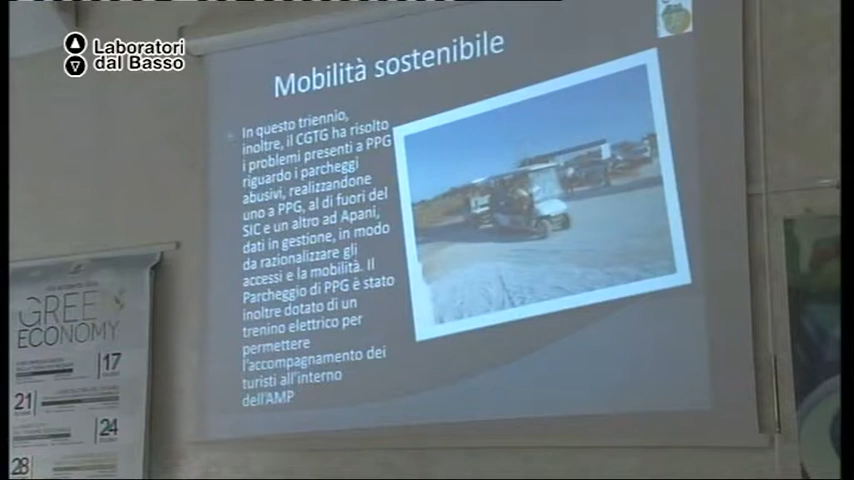 Laboratori
dal Basso
Mobilità sostenibile
In questo triennio,
inoltre, il CGTG ha risolto
i problemi presenti a PPG
riguardo i parcheggi
abusivi, realizzandone
uno a PPG, al di fuori del
SIC e un altro ad Apani,
dati in gestione, in modo
da razionalizzare gli
accessi e la mobilità. Il
Parcheggio di PPG è stato
inoltre dotato di un
trenino elettrico per
permettere
l'accompagnamento dei
turisti all'interno
dell'AMP
GREEN
ECONOMY
17
21
24
28